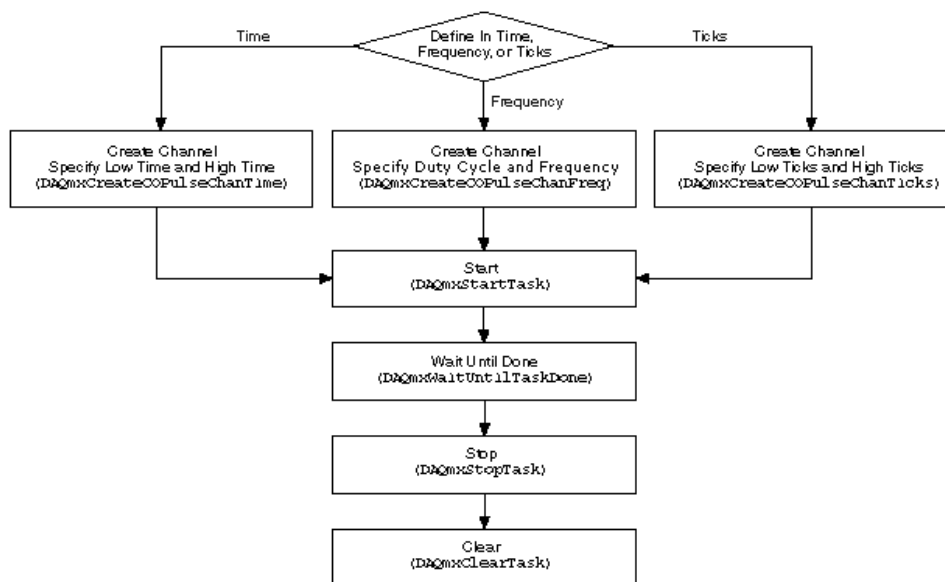 Define In Time,
Frequency, or Ticks
Time
Ticks
Frequency
Create Channel
Specify Low Time and High Time
(DAQmxCreateCOPulseChanTime)
Create Channel
Specify Duty Cycle and Frequency
(DAQmxCreateCOPulseChanFreq)
Create Channel
Specify Low Ticks and High Ticks
(DAQmxCreateCOPulseChanTicks)
Start
(DAQmxStartTask)
Wait Until Done
(DAQmxWaitUntilTaskDone)
Stop
(DAQmxStopTask)
Clear
(DAQmxClearTask)